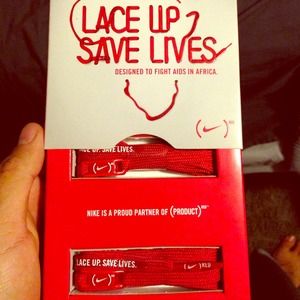 LACE UP
SAVE LIVES
DESIGNED TO FIGHT AIDS IN AFRICA.
LACE UP. SAVE LIVES.
NIKE IS A PROUD PARTNER OF (PRODUCT)RED
LACE UP. SAVE LIVES.
RED